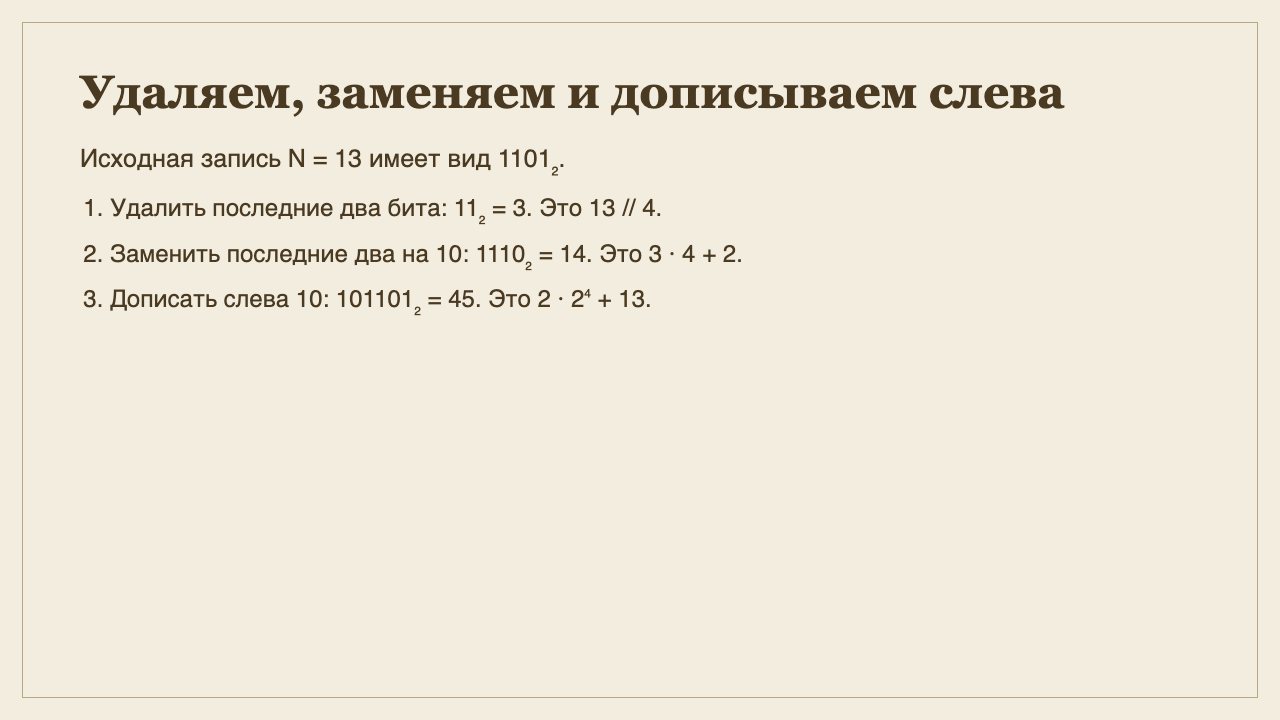 Удаляем, заменяем и дописываем слева
Исходная запись N = 13 имеет вид 1101₂.
1. Удалить последние два бита: 11₂ = 3. Это 13 // 4.
2. Заменить последние два на 10: 1110₂ = 14. Это 3 · 4 + 2.
3. Дописать слева 10: 101101₂ = 45. Это 2 · 2⁴ + 13.